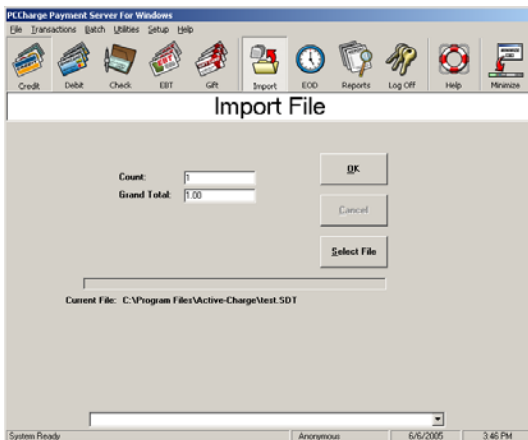 PCCharge Payment Server For Windows
File Transactions Batch Utilities Setup Help
Credit Debit Check EBT Gift Import EOD Reports Log Off Help Minimize
Import File
Count: 1
Grand Total: 1.00
OK
Cancel
Select File
Current File: C:\Program Files\Active-Charge\test.SDT
System Ready Anonymous 6/6/2005 3:46 PM